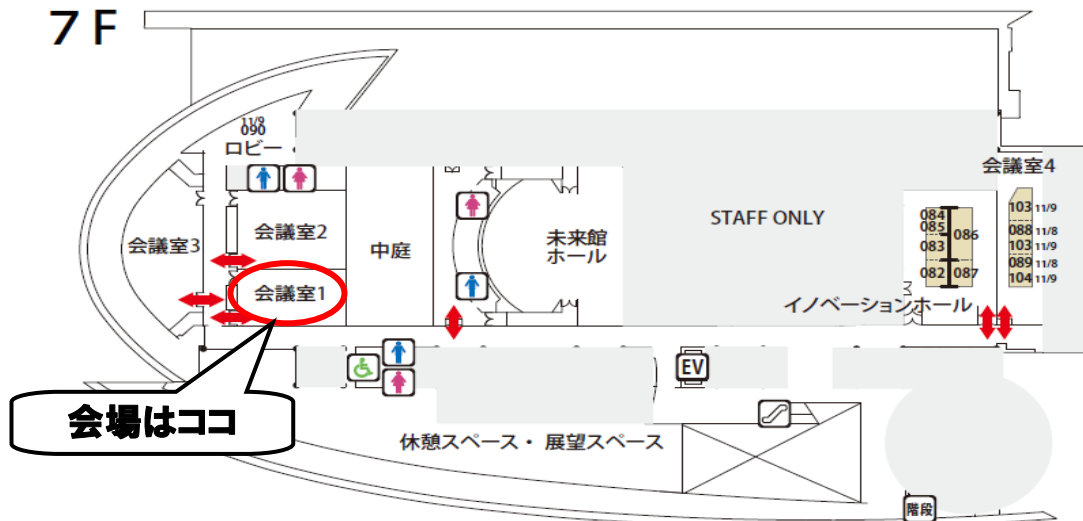 7F
11/9
090
ロビー
会議室4
会議室3
会議室2
会議室1
中庭
未来館
ホール
STAFF ONLY
084
085
083
082
086
087
103 11/9
088 11/8
103 11/9
089 11/8
104 11/9
イノベーションホール
EV
会場はココ
休憩スペース・展望スペース
階段